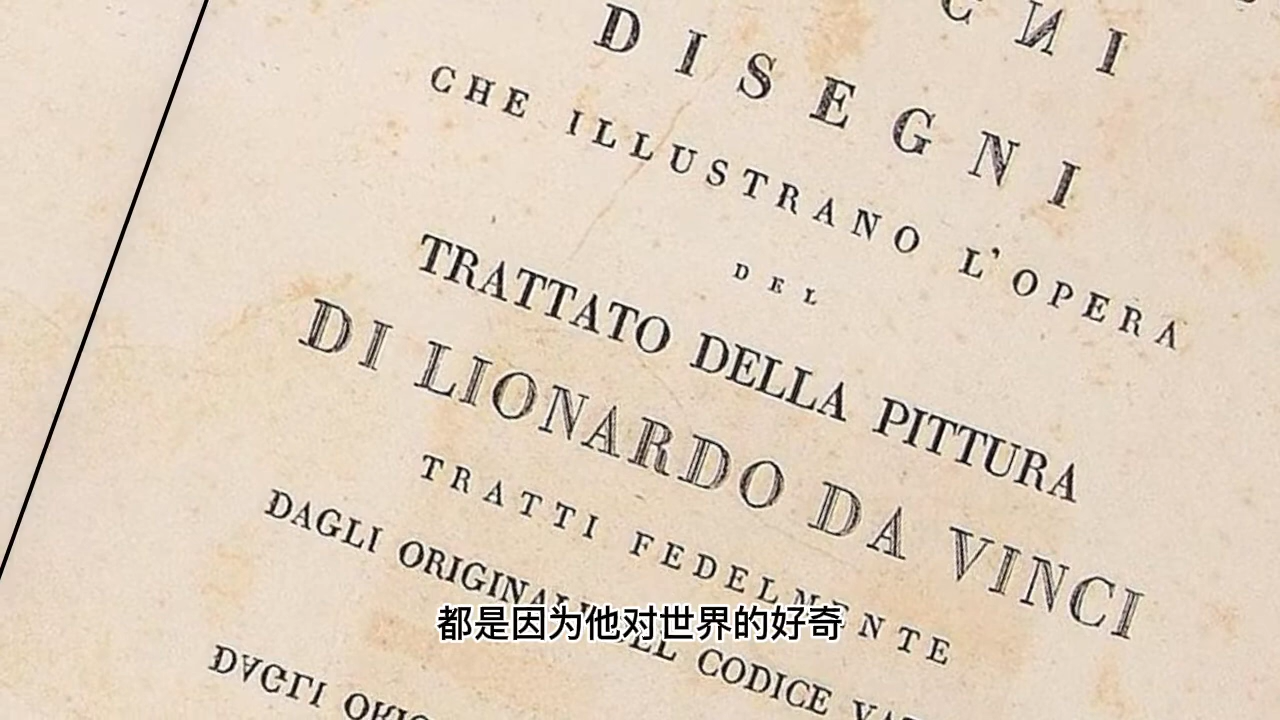 DISEGNI
CHE ILLUSTRANO L'OPERA
DEL
TRATTATO DELLA PITTURA
DI LIONARDO DA VINCI
TRATTI FEDELMENTE
DAGLI ORIGINALI DEL CODICE
都是因为他对世界的好奇